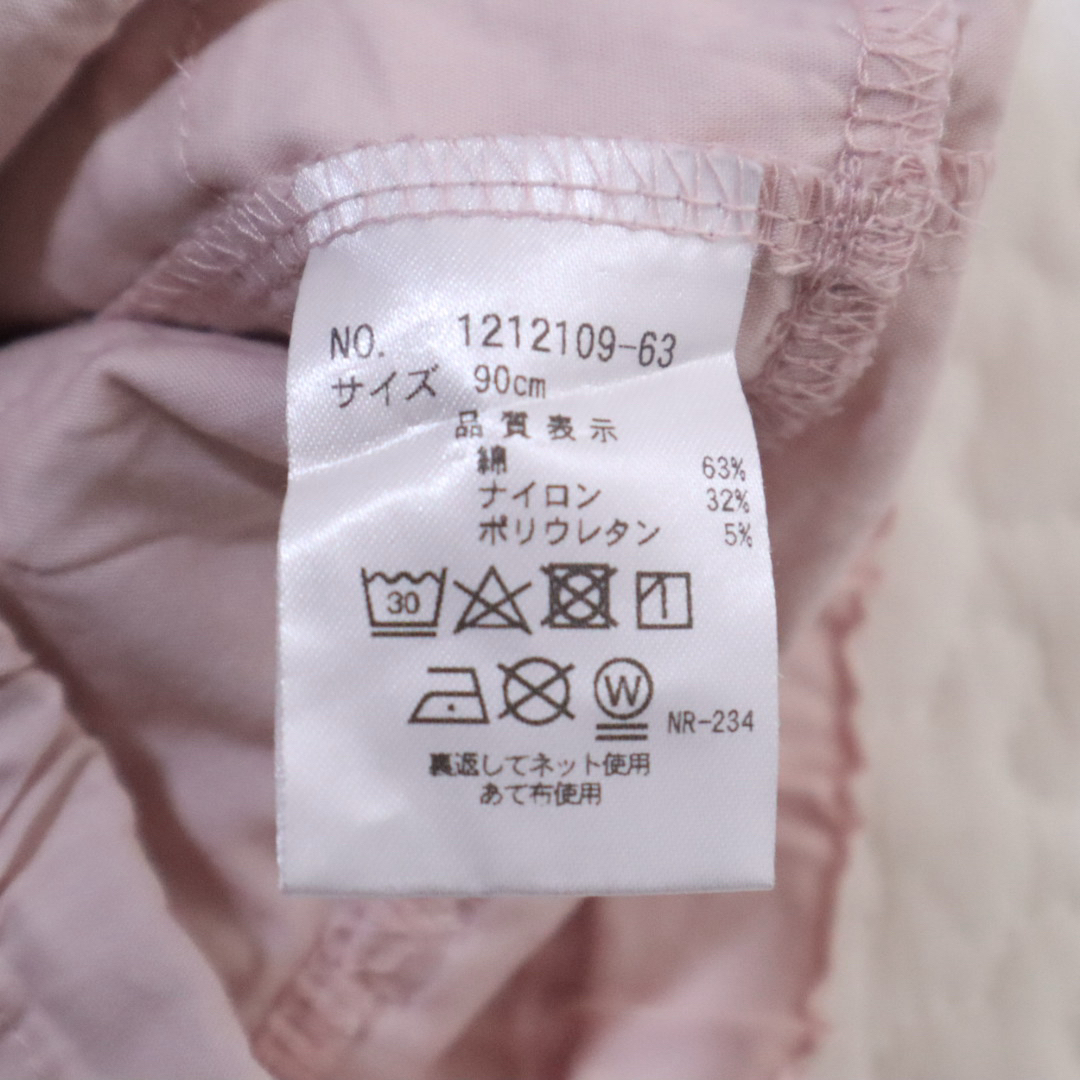 NO. 1212109-63
サイズ 90cm
品質表示
綿 63%
ナイロン 32%
ポリウレタン 5%
30
W NR-234
裏返してネット使用
あて布使用